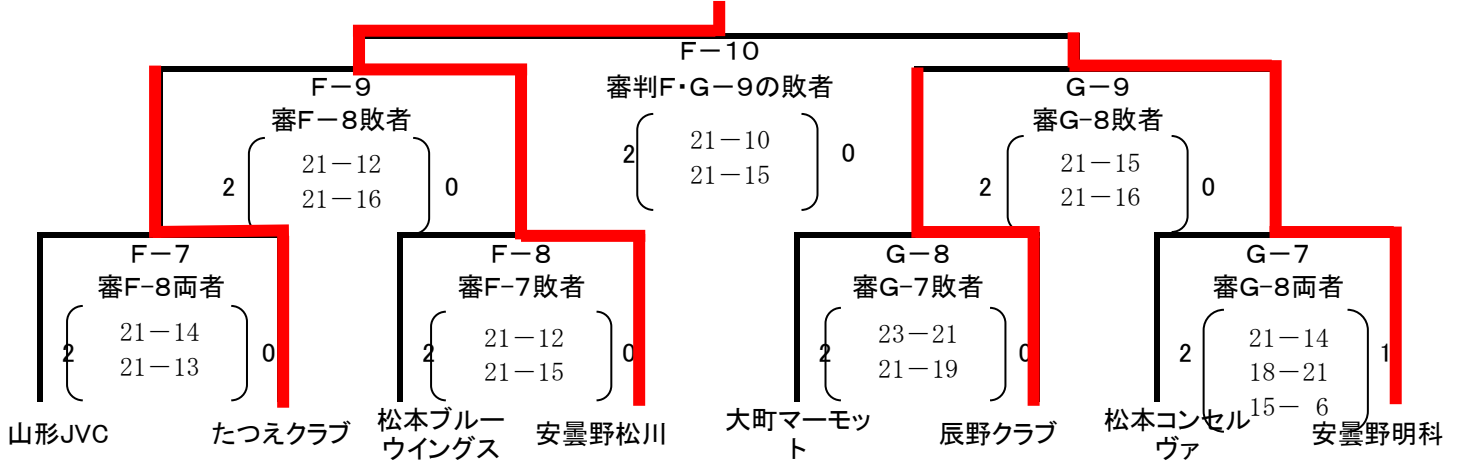 F－10
審判F・G－9の敗者
2
21－10
21－15
0
F－9
審F－8敗者
2
21－12
21－16
0
G－9
審G-8敗者
2
21－15
21－16
0
F－7
審F-8両者
2
21－14
21－13
0
F－8
審F-7敗者
2
21－12
21－15
0
G－8
審G-7敗者
2
23－21
21－19
0
G－7
審G-8両者
2
21－14
18－21
15－ 6
1
山形JVC
たつえクラブ
松本ブルー
ウイングス
安曇野松川
大町マーモッ
ト
辰野クラブ
松本コンセル
ヴァ
安曇野明科